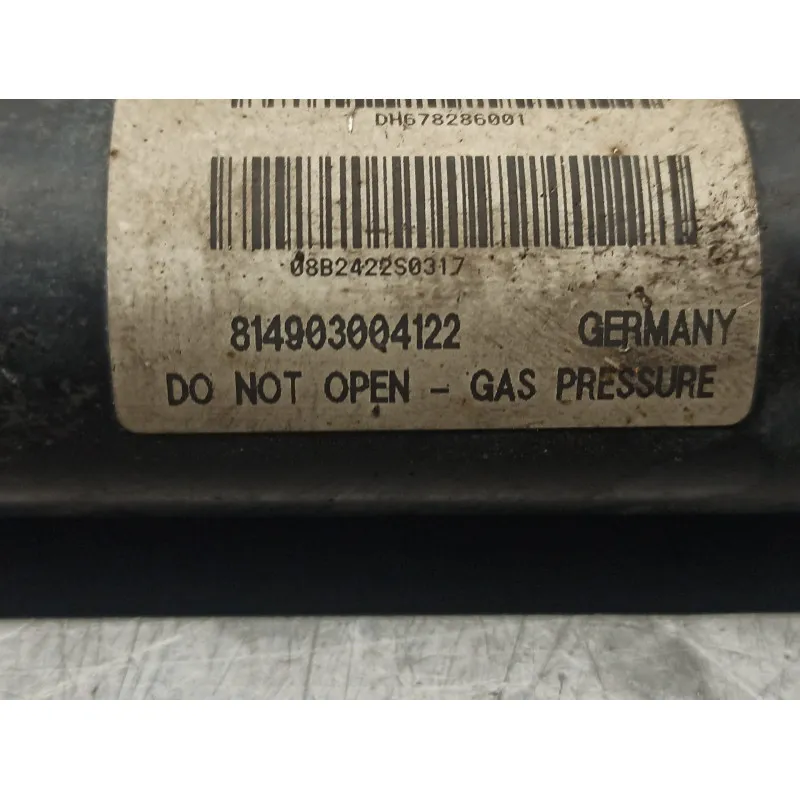 DH678286001
08B2422S0317
814903004122 GERMANY
DO NOT OPEN - GAS PRESSURE